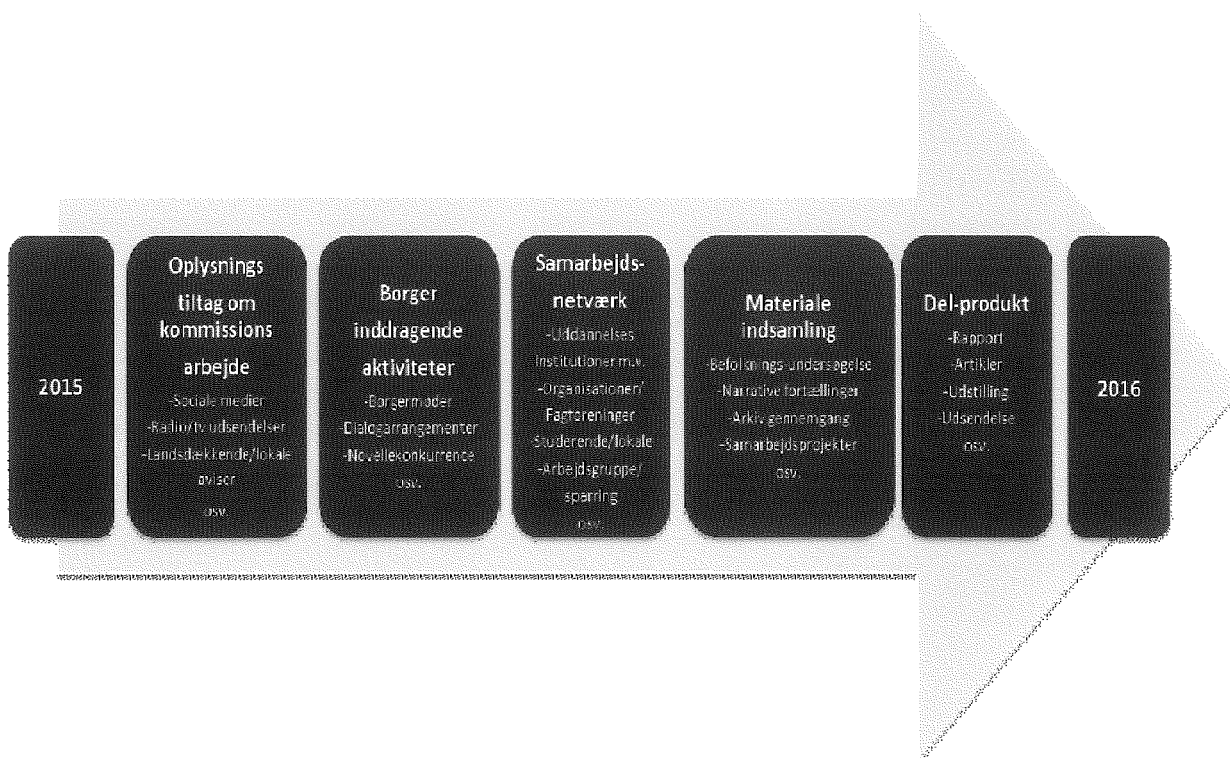 2015
Oplysnings
tiltag om
kommissions
arbejde
-Sociale medier
-Radio/tv udsendelser
-Landsdækkende/lokale
aviser
osv.
Borger
inddragende
aktiviteter
-Borgermøder
-Dialogarrangementer
-Novellekonkurrence
osv.
Samarbejds-
netværk
-Uddannelses
institutioner m.v.
-Organisationer/
Fagforeninger
-Studerende/lokale
-Arbejdsgruppe/
sparring
osv.
Materiale
indsamling
-Befolknings-undersøgelse
-Narrative fortællinger
-Arkiv gennemgang
-Samarbejdsprojekter
osv.
Del-produkt
-Rapport
-Artikler
-Udstilling
-Udsendelse
osv.
2016